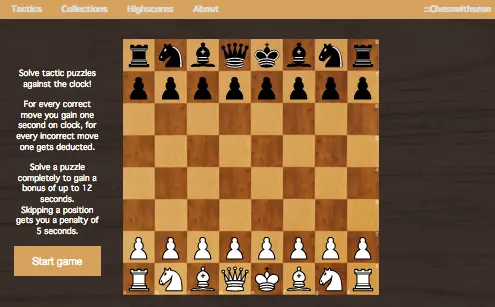 Tactics Collections Highscores About ::Chesswithsean
Solve tactic puzzles
against the clock!
For every correct
move you gain one
second on clock, for
every incorrect move
one gets deducted.
Solve a puzzle
completely to gain a
bonus of up to 12
seconds.
Skipping a position
gets you a penalty of
5 seconds.
Start game